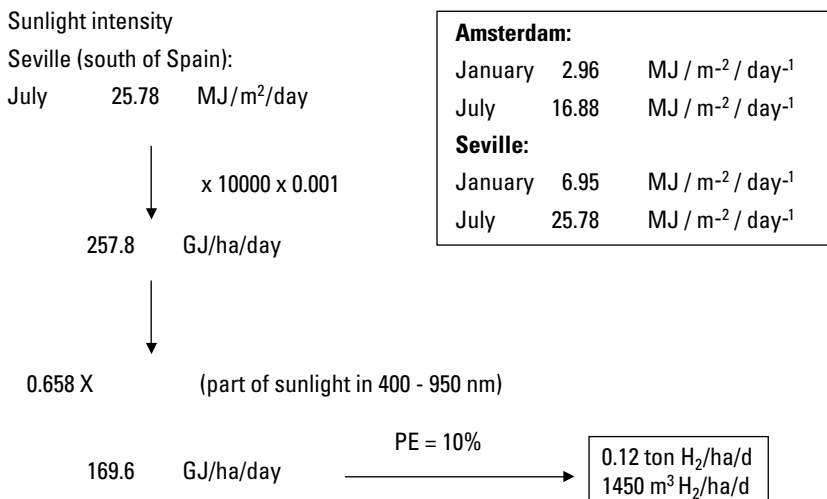 Sunlight intensity
Seville (south of Spain):
July 25.78 MJ/m²/day
x 10000 x 0.001
257.8 GJ/ha/day
0.658 X (part of sunlight in 400 - 950 nm)
169.6 GJ/ha/day
PE = 10%
0.12 ton H₂/ha/d
1450 m³ H₂/ha/d
Amsterdam:
January 2.96 MJ / m-² / day-¹
July 16.88 MJ / m-² / day-¹
Seville:
January 6.95 MJ / m-² / day-¹
July 25.78 MJ / m-² / day-¹